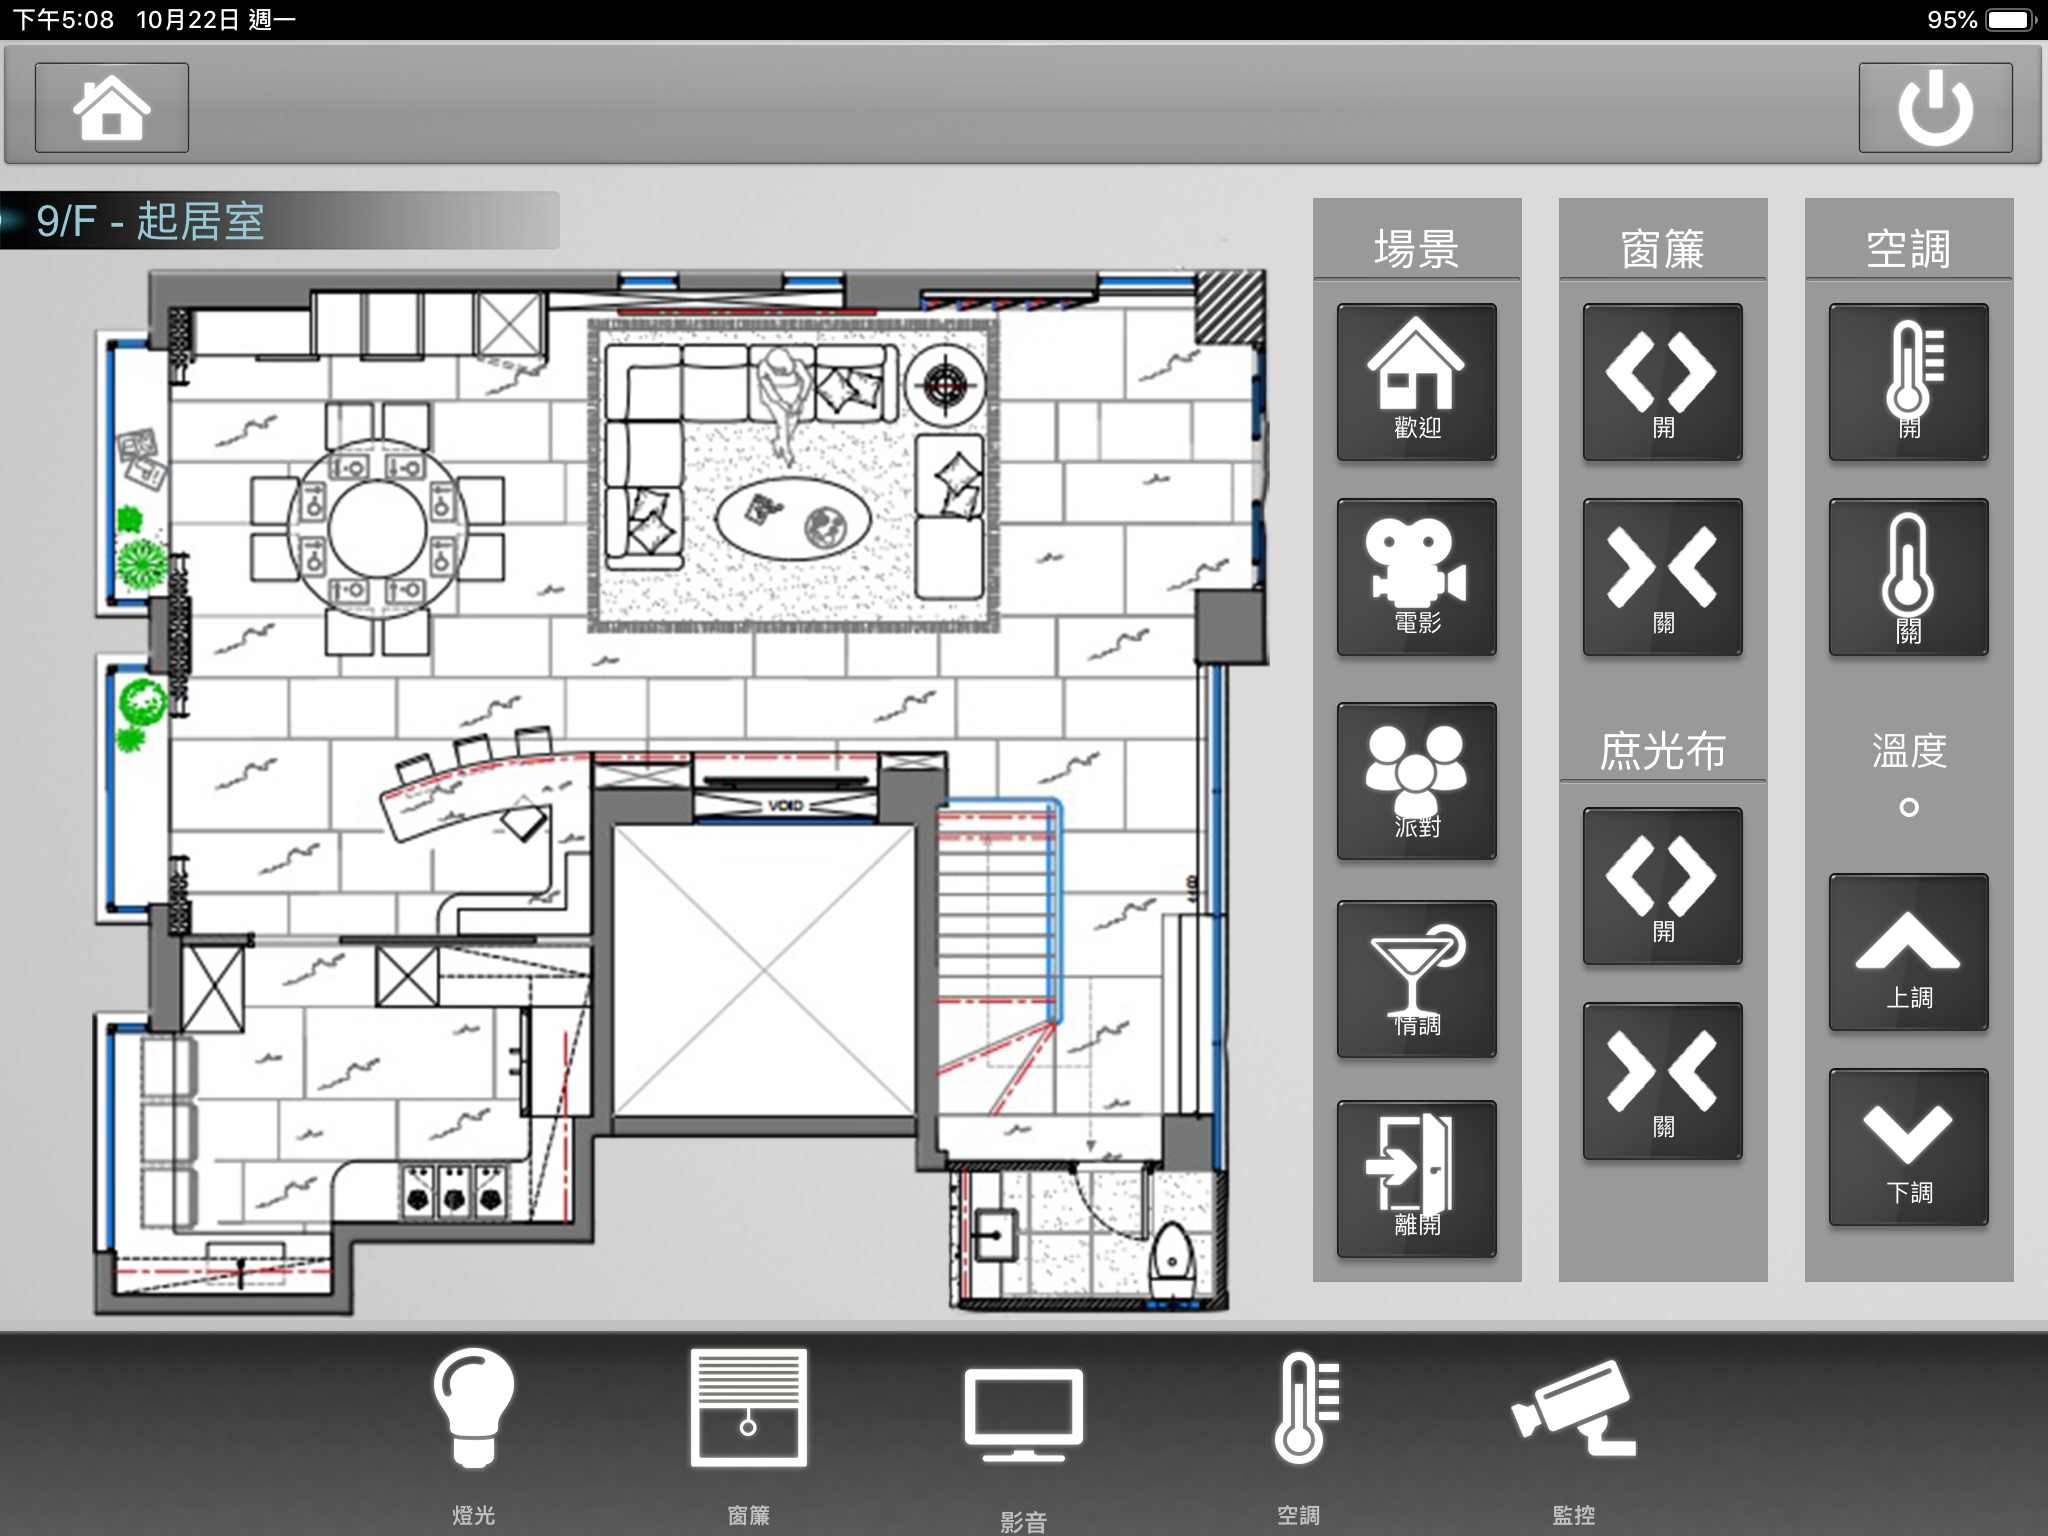 下午5:08 10月22日 週一
95%
9/F - 起居室
場景
歡迎
電影
派對
情調
離開
窗簾
開
關
庶光布
開
關
空調
開
關
溫度
上調
下調
VOID
燈光
窗簾
影音
空調
監控